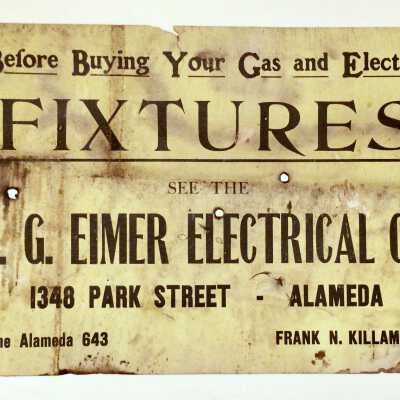 Before Buying Your Gas and Elect
FIXTURES
SEE THE
. G. EIMER ELECTRICAL C
1348 PARK STREET - ALAMEDA
ne Alameda 643 FRANK N. KILLAM